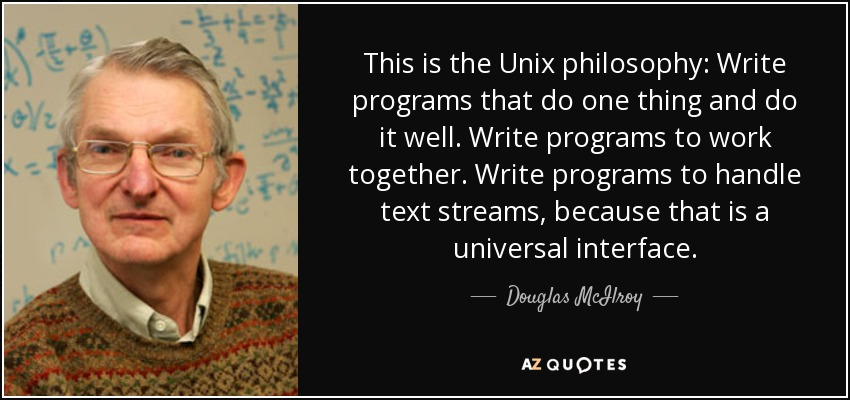 This is the Unix philosophy: Write
programs that do one thing and do
it well. Write programs to work
together. Write programs to handle
text streams, because that is a
universal interface.
Douglas McIlroy
AZ QUOTES